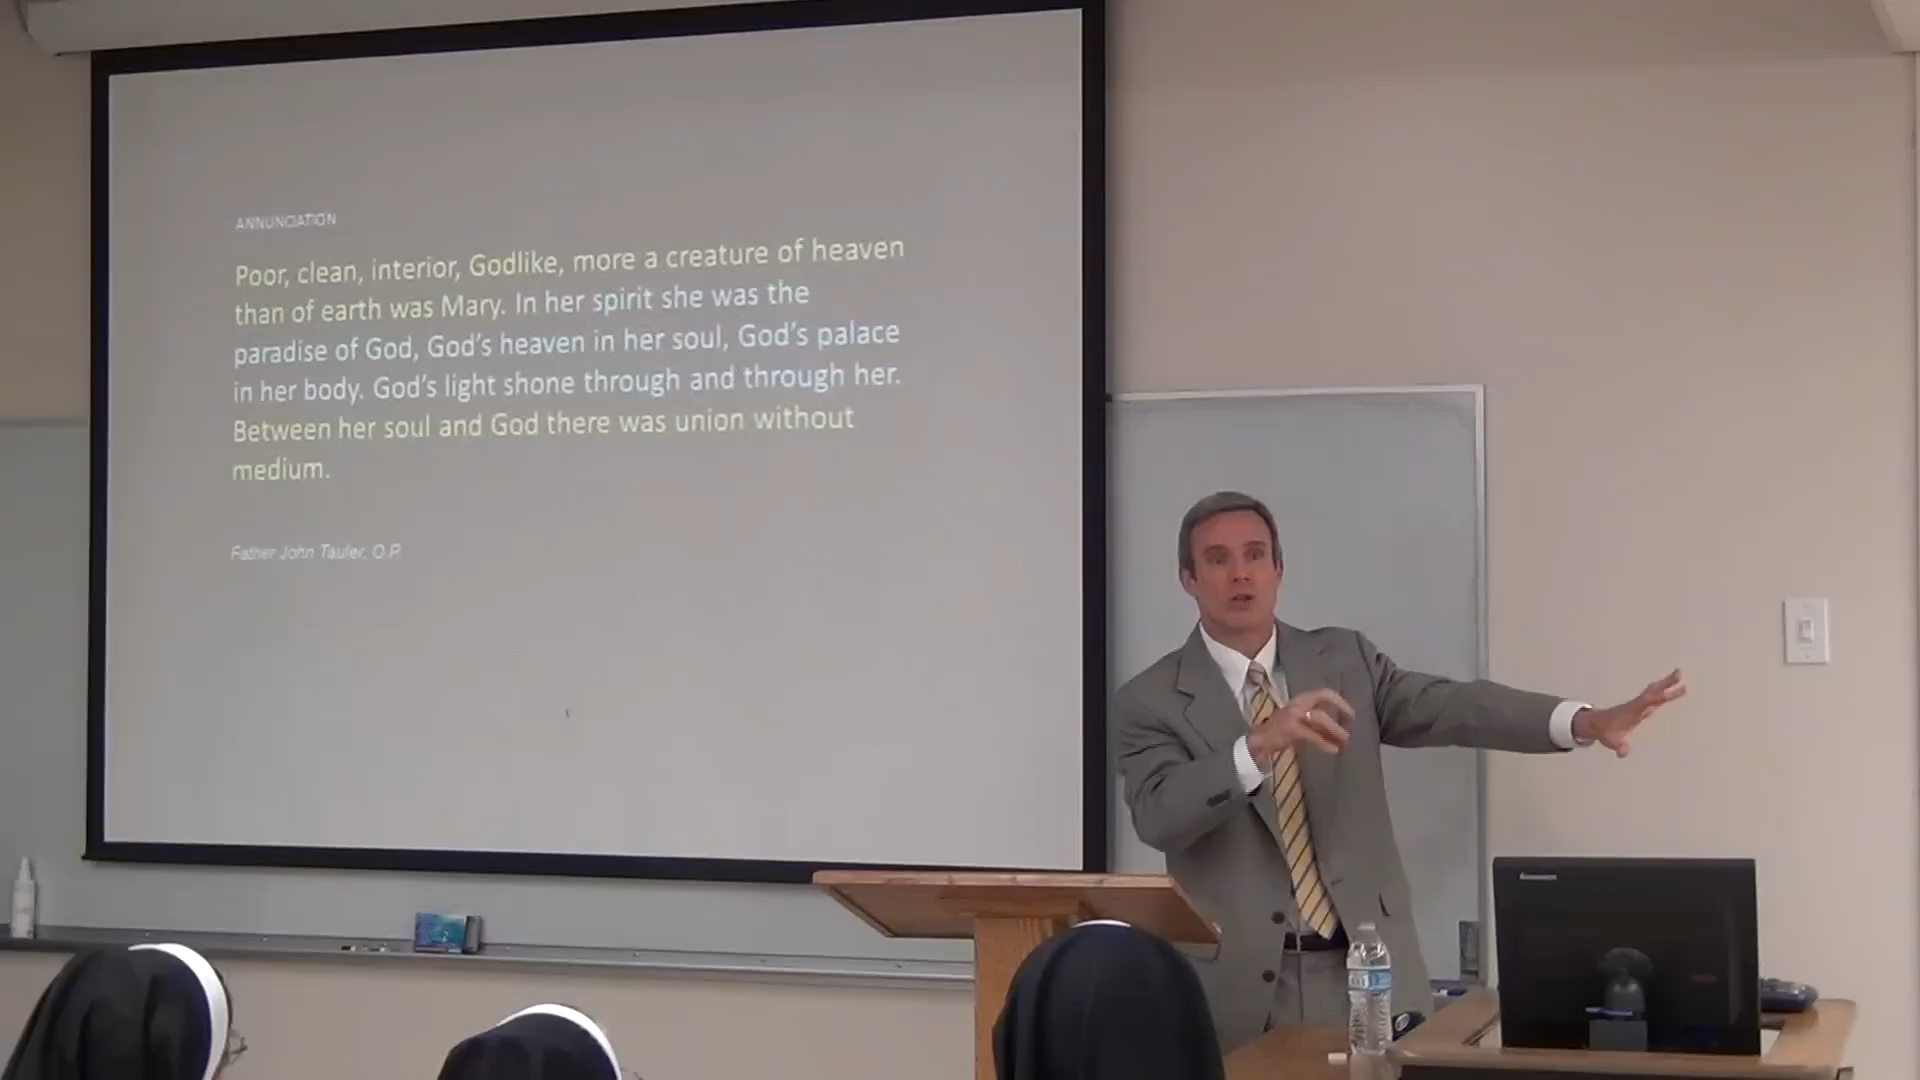 ANNUNCIATION
Poor, clean, interior, Godlike, more a creature of heaven
than of earth was Mary. In her spirit she was the
paradise of God, God's heaven in her soul, God's palace
in her body. God's light shone through and through her.
Between her soul and God there was union without
medium.
Father John Tauler, O.P.
lenovo